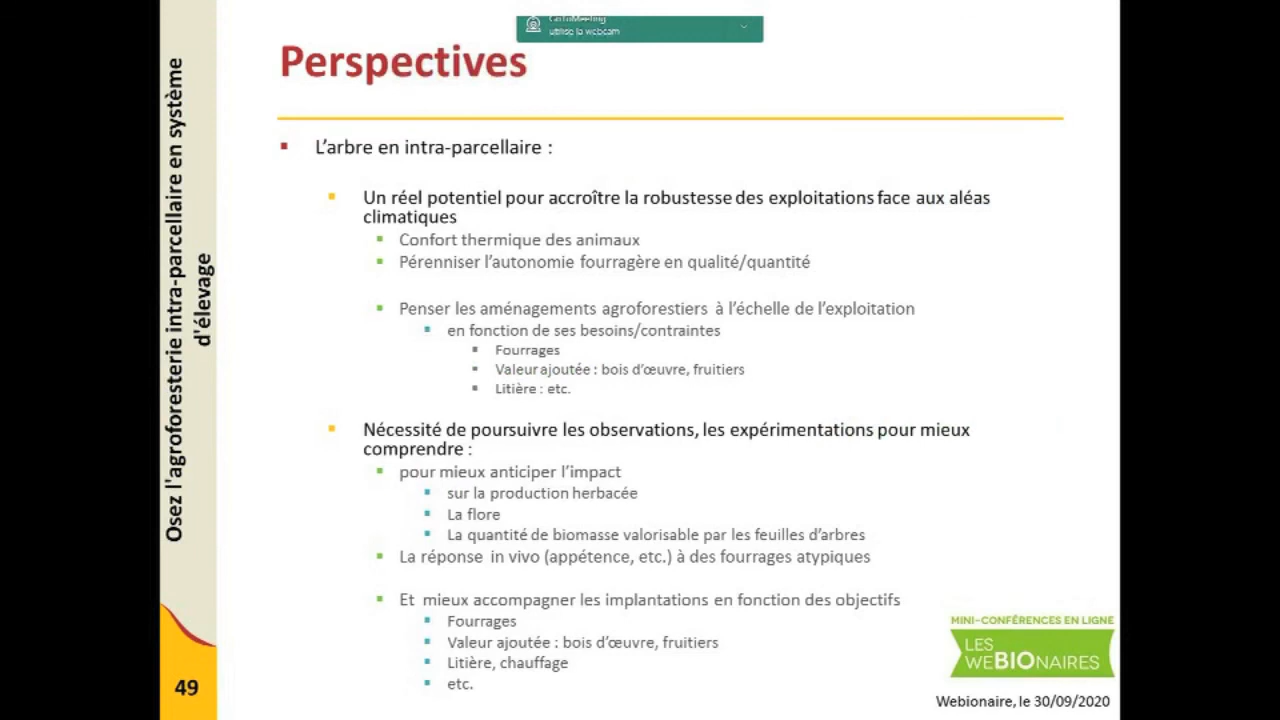 GoToMeeting
utilise la webcam
Perspectives
Osez l'agroforesterie intra-parcellaire en système
d'élevage
L'arbre en intra-parcellaire :
Un réel potentiel pour accroître la robustesse des exploitations face aux aléas
climatiques
Confort thermique des animaux
Pérenniser l'autonomie fourragère en qualité/quantité
Penser les aménagements agroforestiers à l'échelle de l'exploitation
en fonction de ses besoins/contraintes
Fourrages
Valeur ajoutée : bois d'œuvre, fruitiers
Litière : etc.
Nécessité de poursuivre les observations, les expérimentations pour mieux
comprendre :
pour mieux anticiper l'impact
sur la production herbacée
La flore
La quantité de biomasse valorisable par les feuilles d'arbres
La réponse in vivo (appétence, etc.) à des fourrages atypiques
Et mieux accompagner les implantations en fonction des objectifs
Fourrages
Valeur ajoutée : bois d'œuvre, fruitiers
Litière, chauffage
etc.
MINI-CONFÉRENCES EN LIGNE
LES
WEBIONAIRES
49
Webionaire, le 30/09/2020